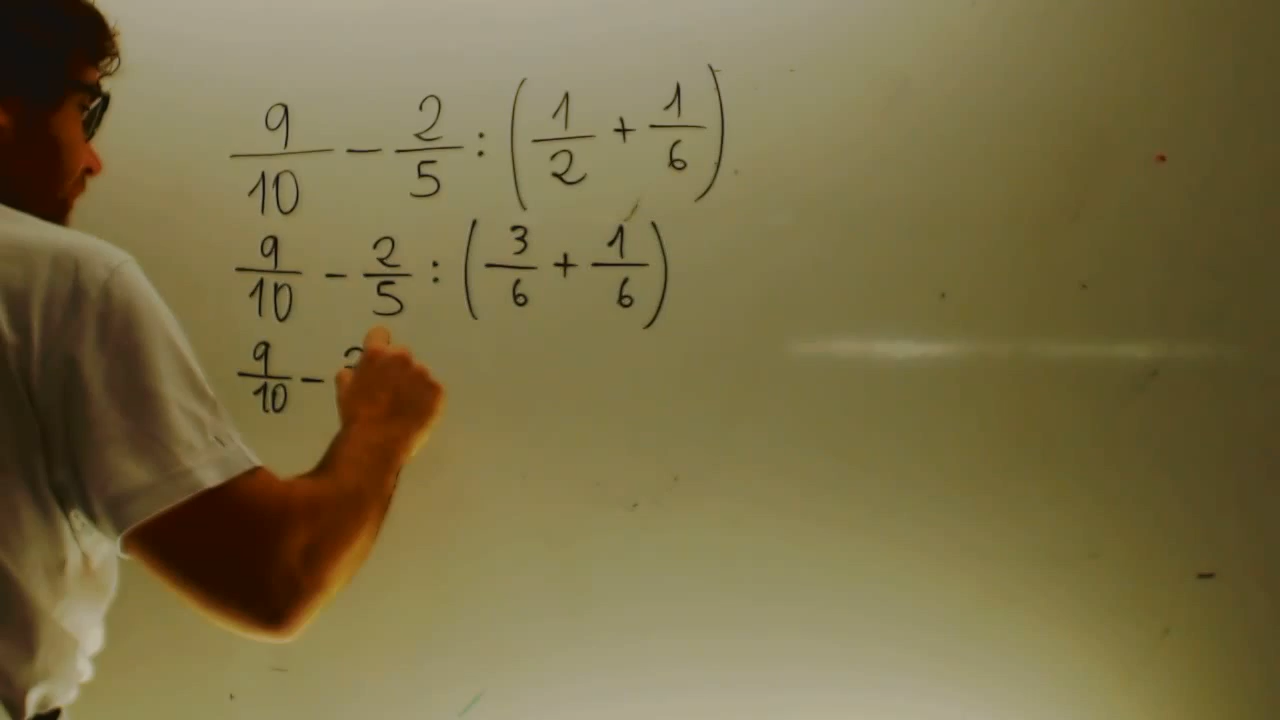 9/10 - 2/5 : (1/2 + 1/6)
9/10 - 2/5 : (3/6 + 1/6)
9/10 -